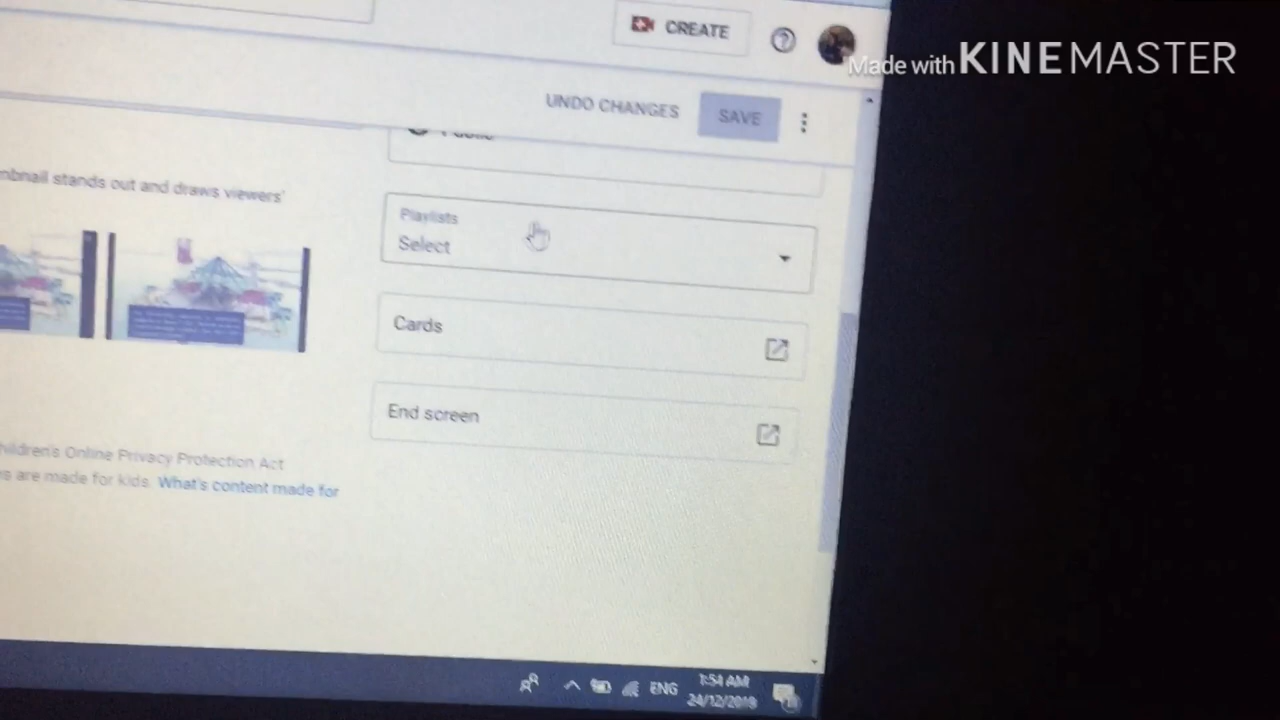 CREATE
Made with KINEMASTER
UNDO CHANGES
SAVE
Public
mbnail stands out and draws viewers'
Playlists
Select
Cards
End screen
hildren's Online Privacy Protection Act
s are made for kids. What's content made for
ENG
1:54 AM
24/12/2019